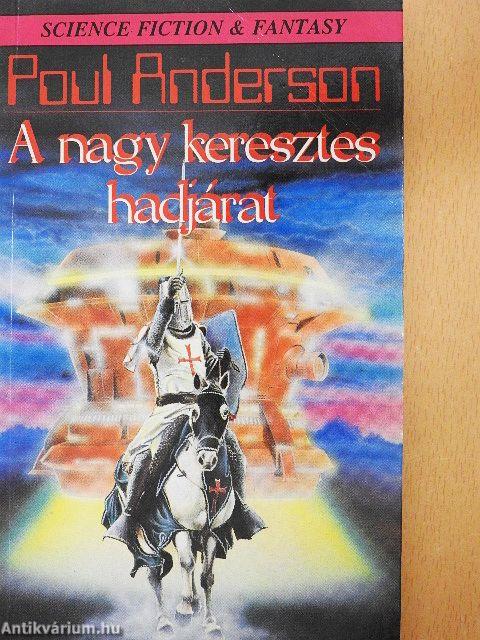 SCIENCE FICTION & FANTASY
Poul Anderson
A nagy keresztes
hadjárat
Antikvárium.hu